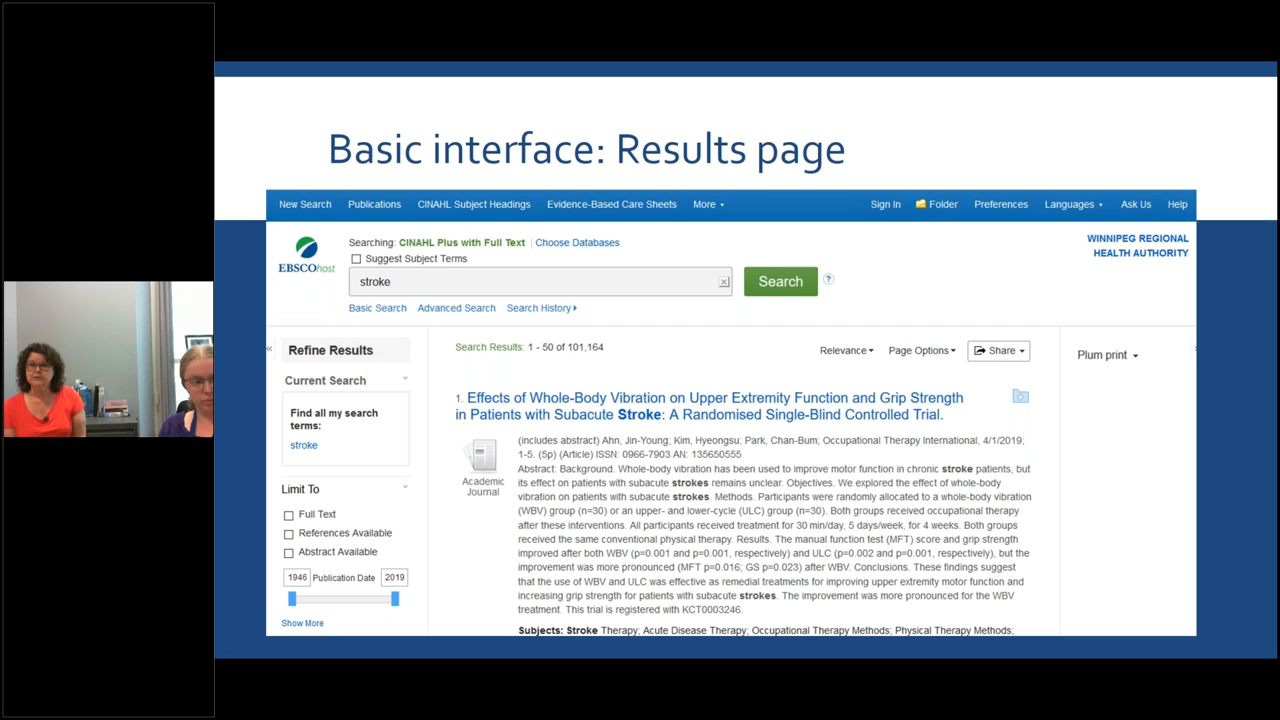 Basic interface: Results page
New Search Publications CINAHL Subject Headings Evidence-Based Care Sheets More Sign In Folder Preferences Languages Ask Us Help
EBSCOhost
Searching: CINAHL Plus with Full Text | Choose Databases
WINNIPEG REGIONAL
HEALTH AUTHORITY
Suggest Subject Terms
stroke
Search
?
Basic Search Advanced Search Search History
«
Refine Results
Current Search
Find all my search
terms:
stroke
Limit To
Full Text
References Available
Abstract Available
1946 Publication Date 2019
Show More
Search Results: 1 - 50 of 101,164
Relevance Page Options Share
1. Effects of Whole-Body Vibration on Upper Extremity Function and Grip Strength
in Patients with Subacute Stroke: A Randomised Single-Blind Controlled Trial.
Academic
Journal
(includes abstract) Ahn, Jin-Young; Kim, Hyeongsu; Park, Chan-Bum; Occupational Therapy International, 4/1/2019;
1-5. (5p) (Article) ISSN: 0966-7903 AN: 135650555
Abstract: Background. Whole-body vibration has been used to improve motor function in chronic stroke patients, but
its effect on patients with subacute strokes remains unclear. Objectives. We explored the effect of whole-body
vibration on patients with subacute strokes. Methods. Participants were randomly allocated to a whole-body vibration
(WBV) group (n=30) or an upper- and lower-cycle (ULC) group (n=30). Both groups received occupational therapy
after these interventions. All participants received treatment for 30 min/day, 5 days/week, for 4 weeks. Both groups
received the same conventional physical therapy. Results. The manual function test (MFT) score and grip strength
improved after both WBV (p=0.001 and p=0.001, respectively) and ULC (p=0.002 and p=0.001, respectively), but the
improvement was more pronounced (MFT p=0.016; GS p=0.023) after WBV. Conclusions. These findings suggest
that the use of WBV and ULC was effective as remedial treatments for improving upper extremity motor function and
increasing grip strength for patients with subacute strokes. The improvement was more pronounced for the WBV
treatment. This trial is registered with KCT0003246.
Subjects: Stroke Therapy; Acute Disease Therapy; Occupational Therapy Methods; Physical Therapy Methods;
Plum print